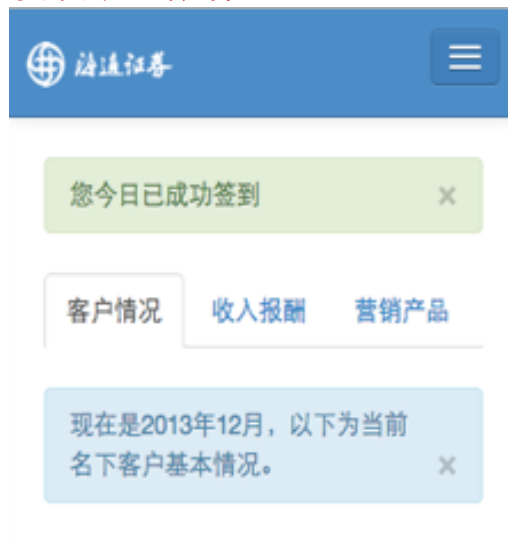 海通证券
您今日已成功签到 ×
客户情况 收入报酬 营销产品
现在是2013年12月，以下为当前
名下客户基本情况。 ×